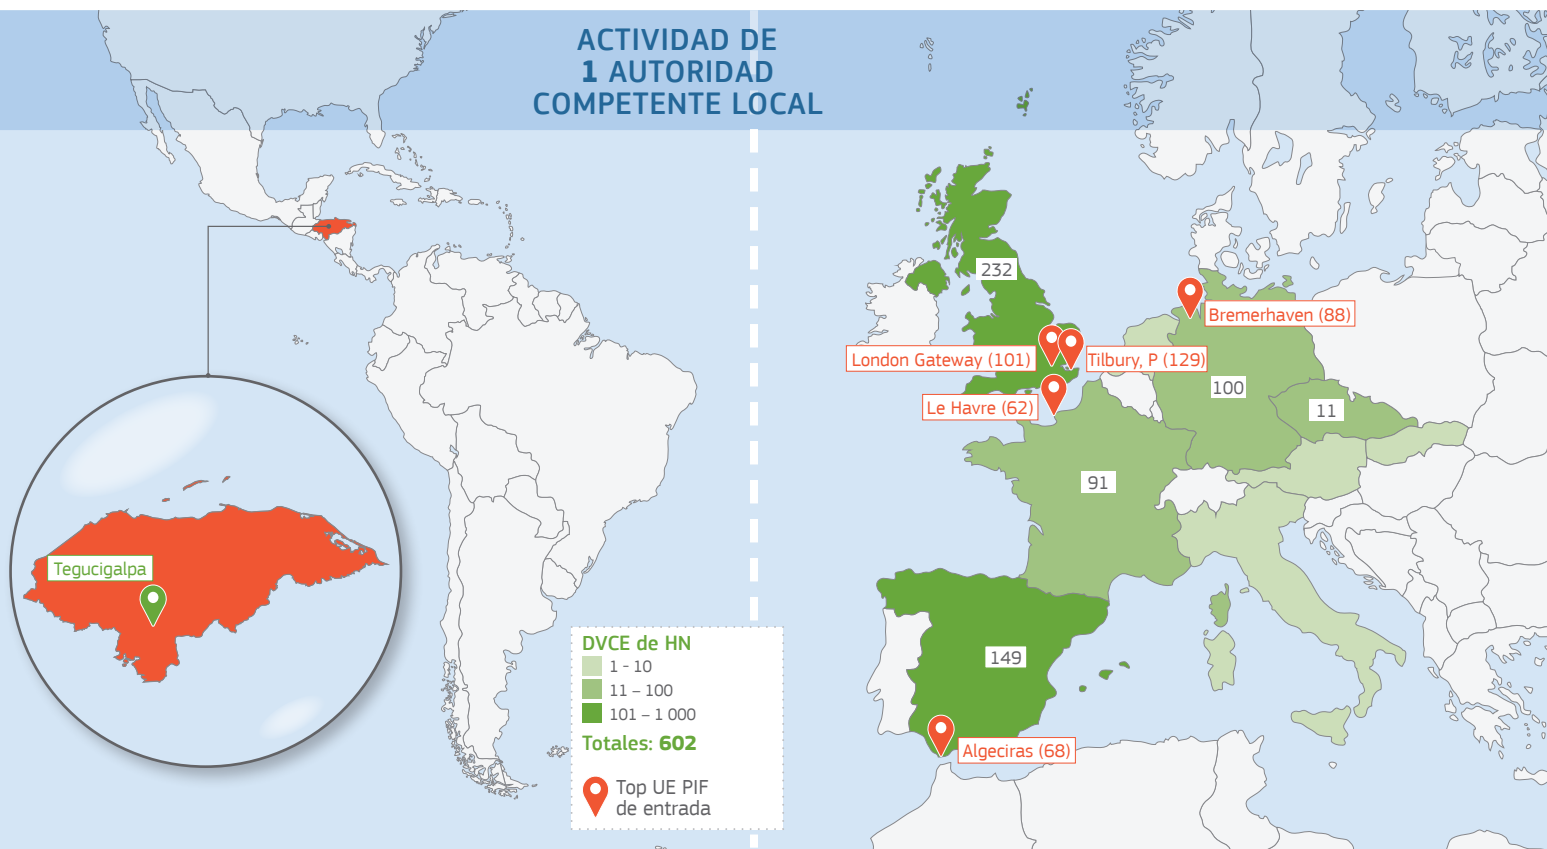 ACTIVIDAD DE
1 AUTORIDAD
COMPETENTE LOCAL
232
Bremerhaven (88)
London Gateway (101)
Tilbury, P (129)
100
Le Havre (62)
11
91
Tegucigalpa
149
Algeciras (68)
DVCE de HN
1 - 10
11 – 100
101 – 1 000
Totales: 602
Top UE PIF
de entrada